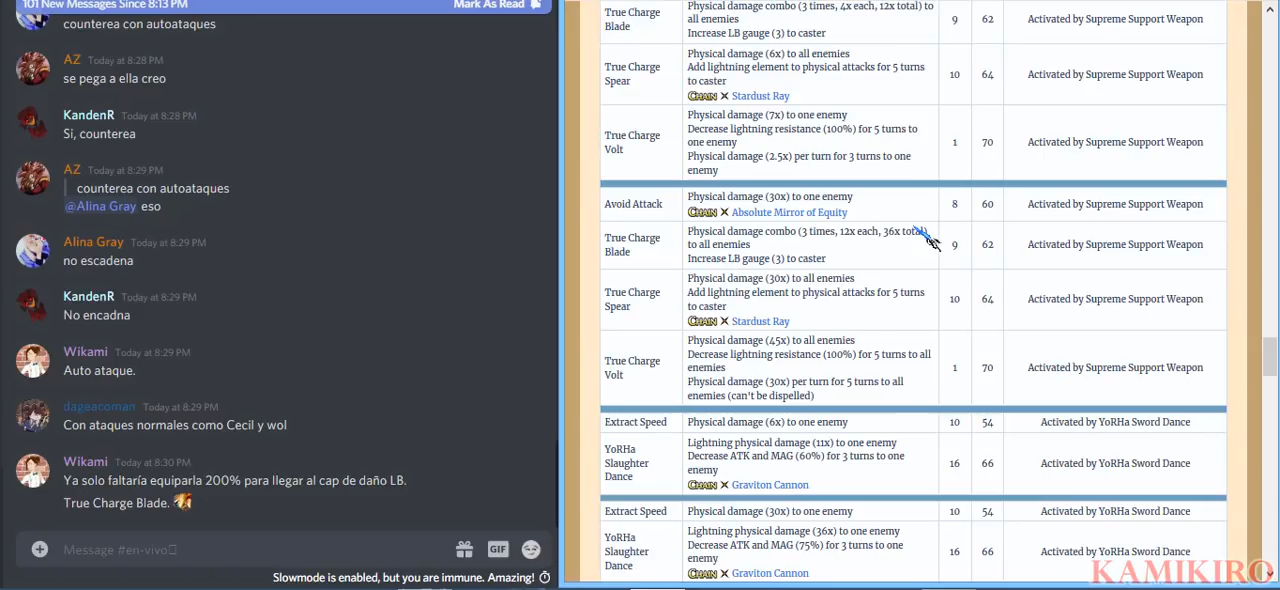 101 New Messages Since 8:13 PM
Mark As Read
counterea con autoataques
AZ Today at 8:28 PM
se pega a ella creo
KandenR Today at 8:28 PM
Si, counterea
AZ Today at 8:29 PM
counterea con autoataques
@Alina Gray eso
Alina Gray Today at 8:29 PM
no escadena
KandenR Today at 8:29 PM
No encadna
Wikami Today at 8:29 PM
Auto ataque.
dageacoman Today at 8:29 PM
Con ataques normales como Cecil y wol
Wikami Today at 8:30 PM
Ya solo faltaría equiparla 200% para llegar al cap de daño LB.
True Charge Blade.
Message #en-vivo
GIF
Slowmode is enabled, but you are immune. Amazing!
True Charge
Blade
Physical damage combo (3 times, 4x each, 12x total) to
all enemies
Increase LB gauge (3) to caster
9
62
Activated by Supreme Support Weapon
True Charge
Spear
Physical damage (6x) to all enemies
Add lightning element to physical attacks for 5 turns
to caster
CHAIN Stardust Ray
10
64
Activated by Supreme Support Weapon
True Charge
Volt
Physical damage (7x) to one enemy
Decrease lightning resistance (100%) for 5 turns to
one enemy
Physical damage (2.5x) per turn for 3 turns to one
enemy
1
70
Activated by Supreme Support Weapon
Avoid Attack
Physical damage (30x) to one enemy
CHAIN Absolute Mirror of Equity
8
60
Activated by Supreme Support Weapon
True Charge
Blade
Physical damage combo (3 times, 12x each, 36x total)
to all enemies
Increase LB gauge (3) to caster
9
62
Activated by Supreme Support Weapon
True Charge
Spear
Physical damage (30x) to all enemies
Add lightning element to physical attacks for 5 turns
to caster
CHAIN Stardust Ray
10
64
Activated by Supreme Support Weapon
True Charge
Volt
Physical damage (45x) to all enemies
Decrease lightning resistance (100%) for 5 turns to all
enemies
Physical damage (30x) per turn for 5 turns to all
enemies (can't be dispelled)
1
70
Activated by Supreme Support Weapon
Extract Speed
Physical damage (6x) to one enemy
10
54
Activated by YoRHa Sword Dance
YoRHa
Slaughter
Dance
Lightning physical damage (11x) to one enemy
Decrease ATK and MAG (60%) for 3 turns to one
enemy
CHAIN Graviton Cannon
16
66
Activated by YoRHa Sword Dance
Extract Speed
Physical damage (30x) to one enemy
10
54
Activated by YoRHa Sword Dance
YoRHa
Slaughter
Dance
Lightning physical damage (36x) to one enemy
Decrease ATK and MAG (75%) for 3 turns to one
enemy
CHAIN Graviton Cannon
16
66
Activated by YoRHa Sword Dance
KAMIKIRO